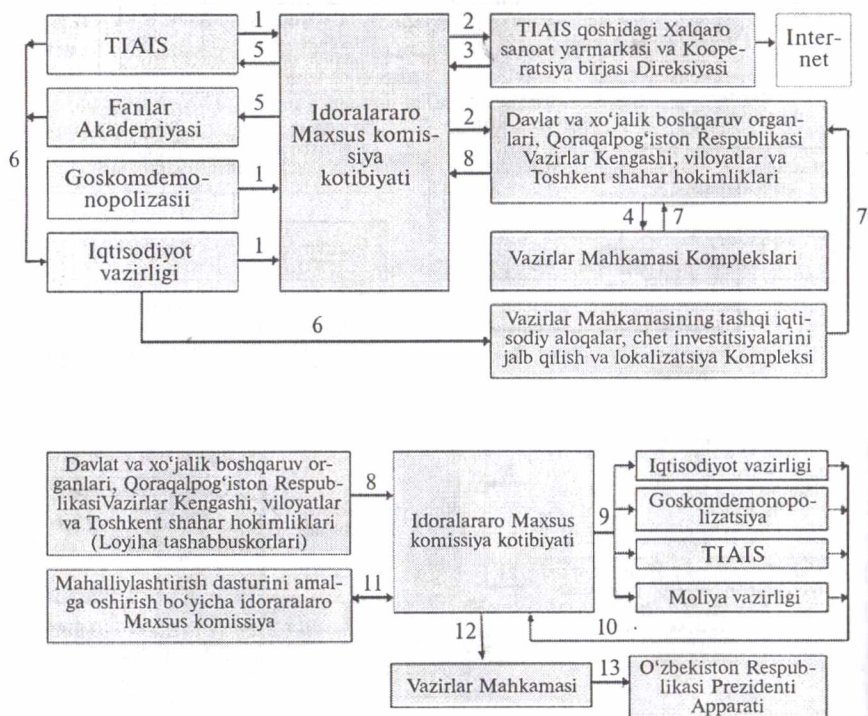 TIAIS
1
5
Fanlar
Akademiyasi
5
6
Goskomdemo-
nopolizasii
1
Iqtisodiyot
vazirligi
1
Idoralararo
Maxsus komis-
siya
kotibiyati
2
3
TIAIS qoshidagi Xalqaro
sanoat yarmarkasi va Koope-
ratsiya birjasi Direksiyasi
Inter-
net
2
8
Davlat va xo‘jalik boshqaruv organ-
lari, Qoraqalpog‘iston Respublikasi
Vazirlar Kengashi, viloyatlar va
Toshkent shahar hokimliklari
4
7
7
Vazirlar Mahkamasi Komplekslari
6
Vazirlar Mahkamasining tashqi iqti-
sodiy aloqalar, chet investitsiyalarini
jalb qilish va lokalizatsiya Kompleksi
Davlat va xo‘jalik boshqaruv or-
ganlari, Qoraqalpog‘iston Respub-
likasiVazirlar Kengashi, viloyatlar
va Toshkent shahar hokimliklari
(Loyiha tashabbuskorlari)
8
Mahalliylashtirish dasturini amal-
ga oshirish bo‘yicha idoraralaro
Maxsus komissiya
11
Idoralararo Maxsus
komissiya kotibiyati
9
Iqtisodiyot vazirligi
Goskomdemonopo-
lizatsiya
TIAIS
Moliya vazirligi
10
12
Vazirlar Mahkamasi
13
O‘zbekiston Respub-
likasi Prezidenti
Apparati